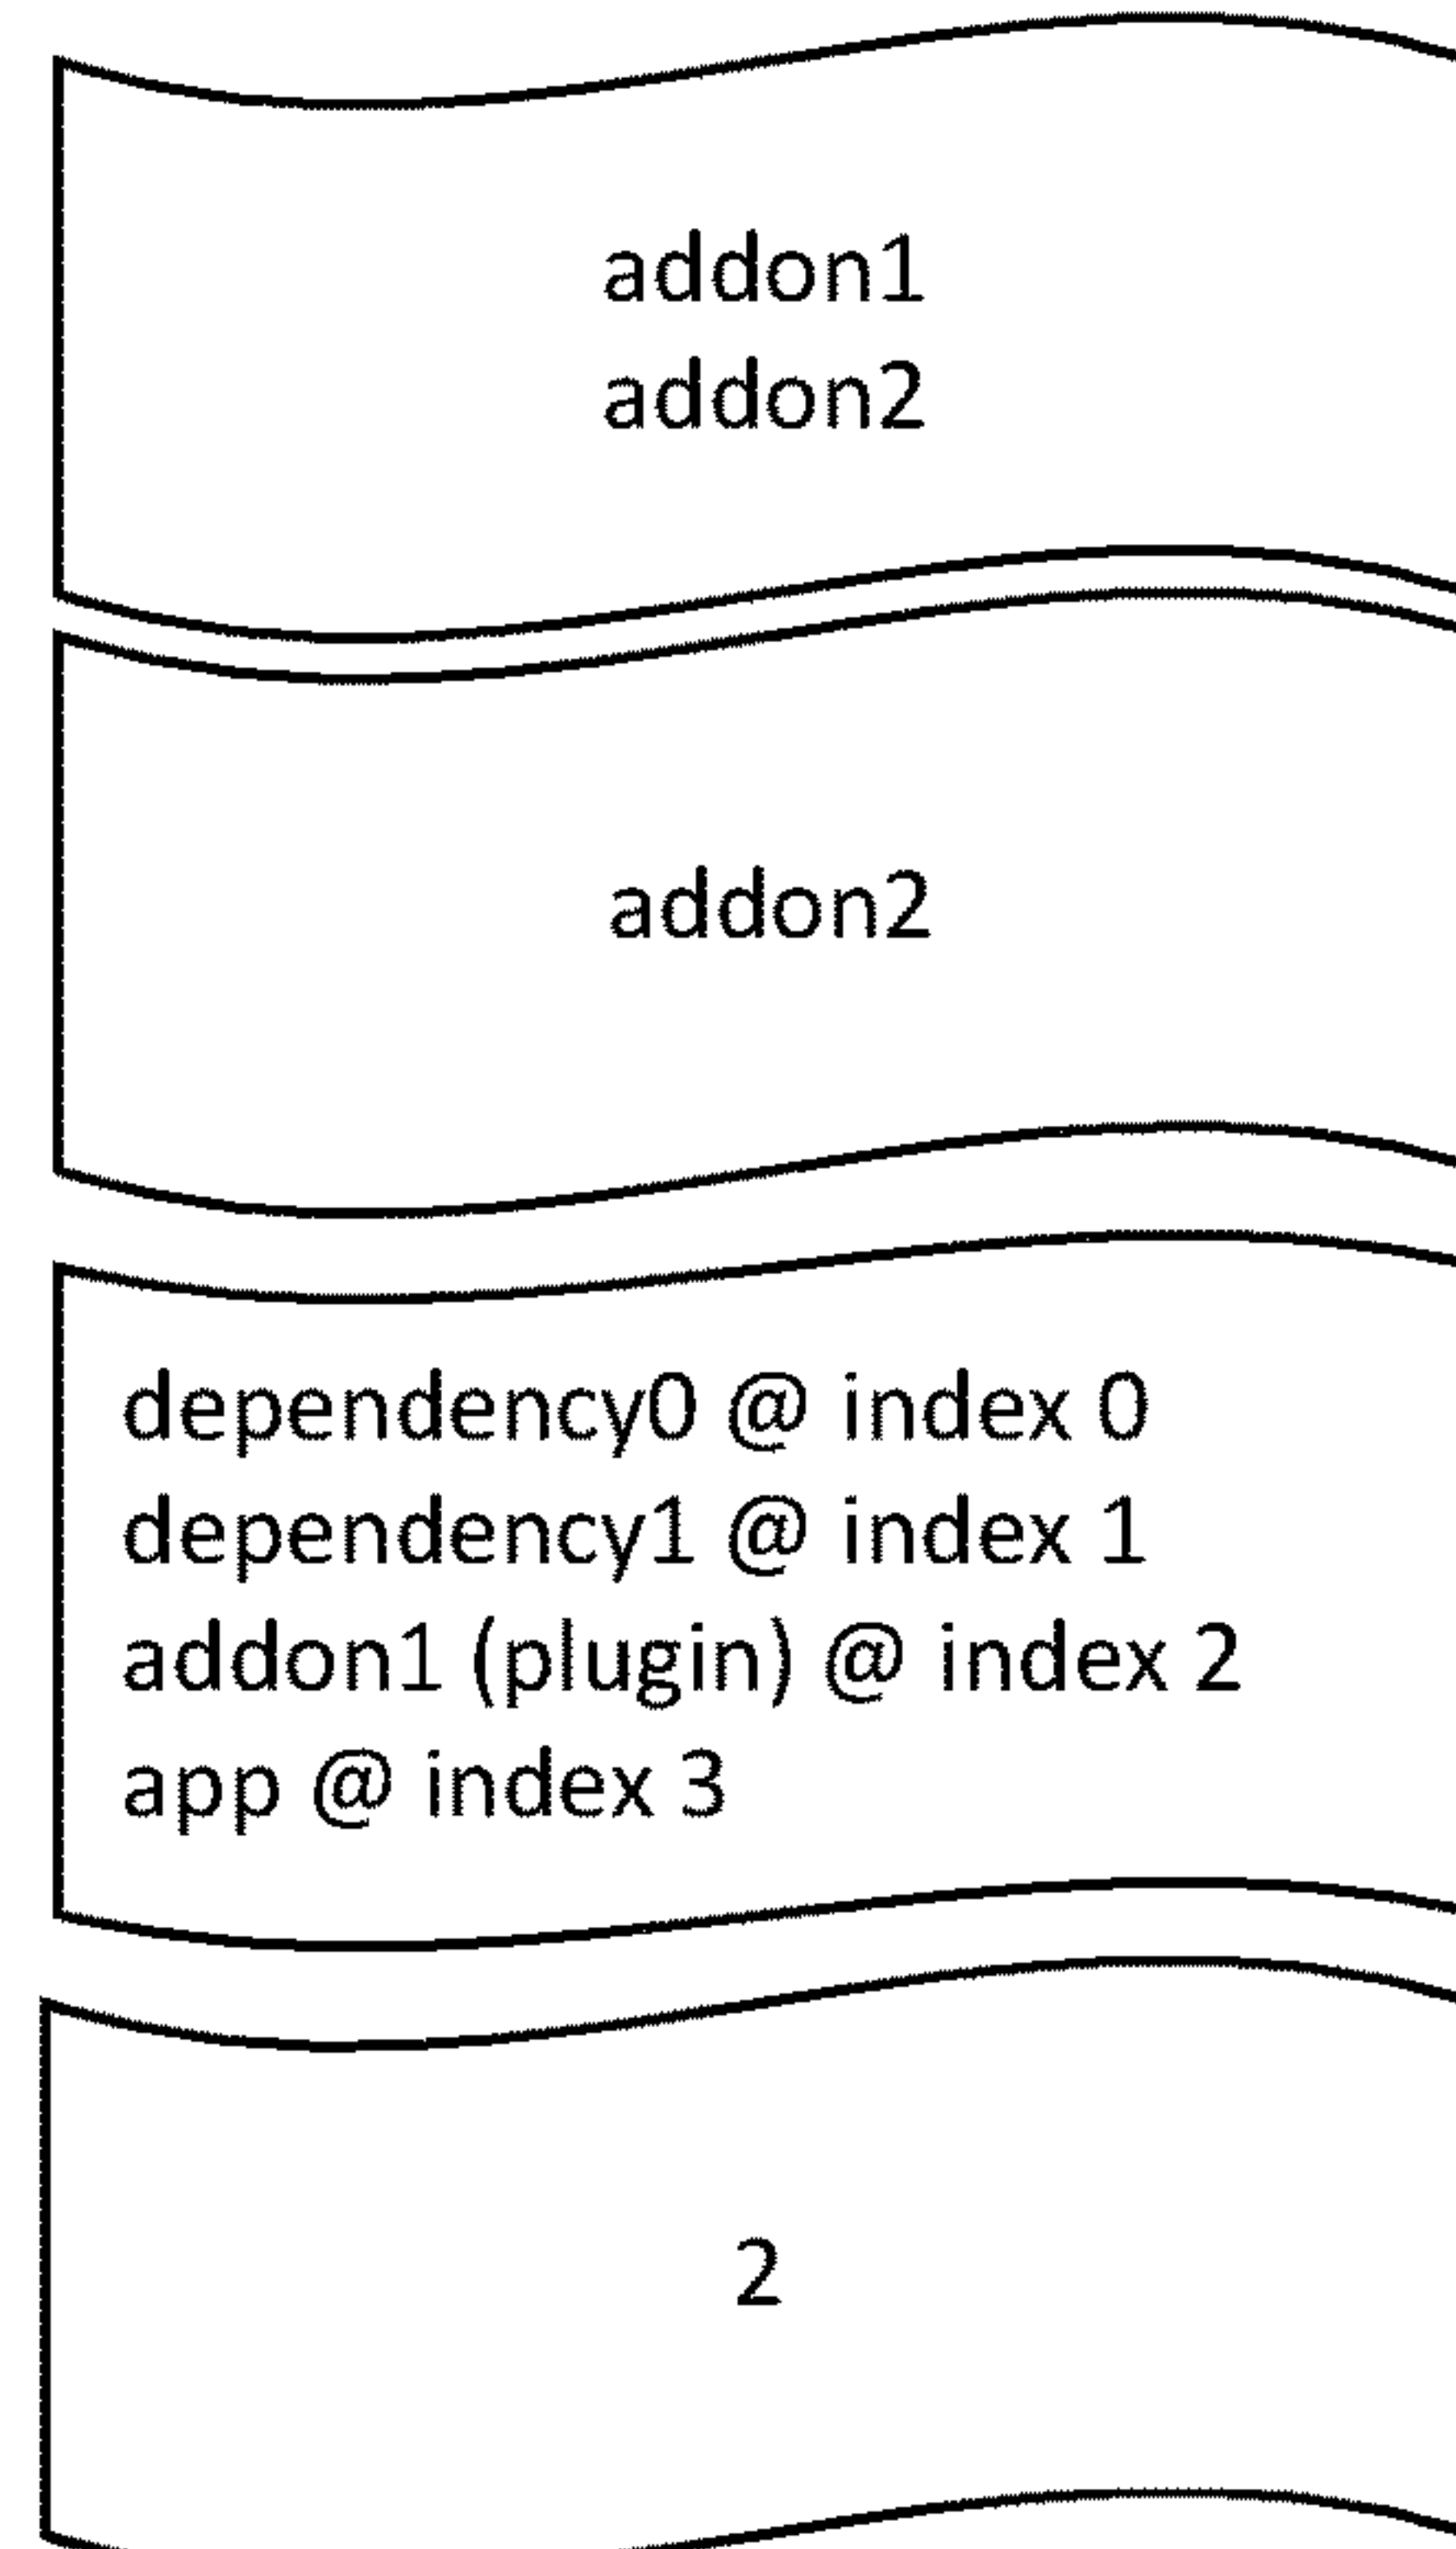 addon1
addon2
addon2
dependency0 @ index 0
dependency1 @ index 1
addon1 (plugin) @ index 2
app @ index 3
2